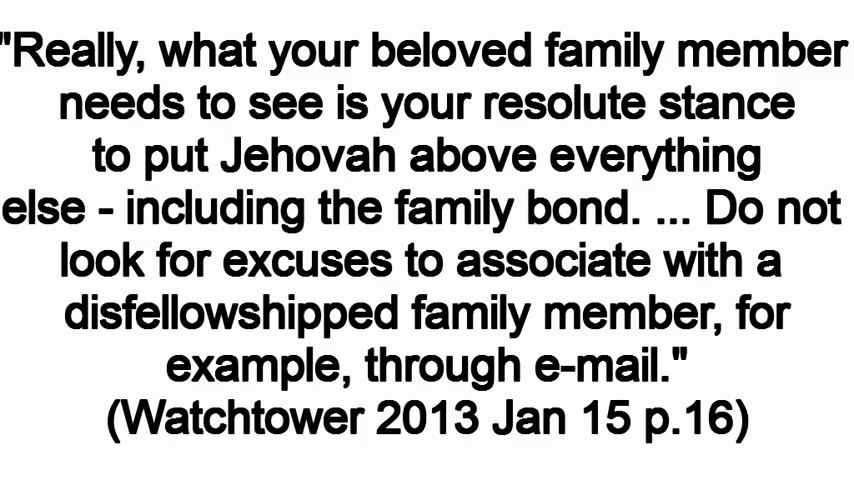 "Really, what your beloved family member
needs to see is your resolute stance
to put Jehovah above everything
else - including the family bond. ... Do not
look for excuses to associate with a
disfellowshipped family member, for
example, through e-mail."
(Watchtower 2013 Jan 15 p.16)